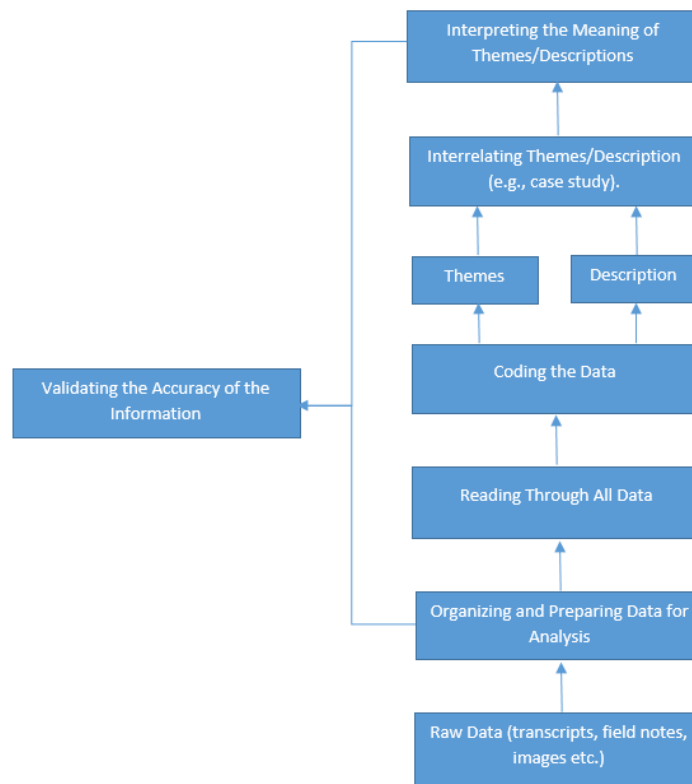 Interpreting the Meaning of
Themes/Descriptions
Interrelating Themes/Description
(e.g., case study).
Themes
Description
Coding the Data
Validating the Accuracy of the
Information
Reading Through All Data
Organizing and Preparing Data for
Analysis
Raw Data (transcripts, field notes,
images etc.)